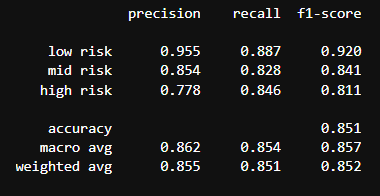 precision recall f1-score
low risk 0.955 0.887 0.920
mid risk 0.854 0.828 0.841
high risk 0.778 0.846 0.811
accuracy 0.851
macro avg 0.862 0.854 0.857
weighted avg 0.855 0.851 0.852